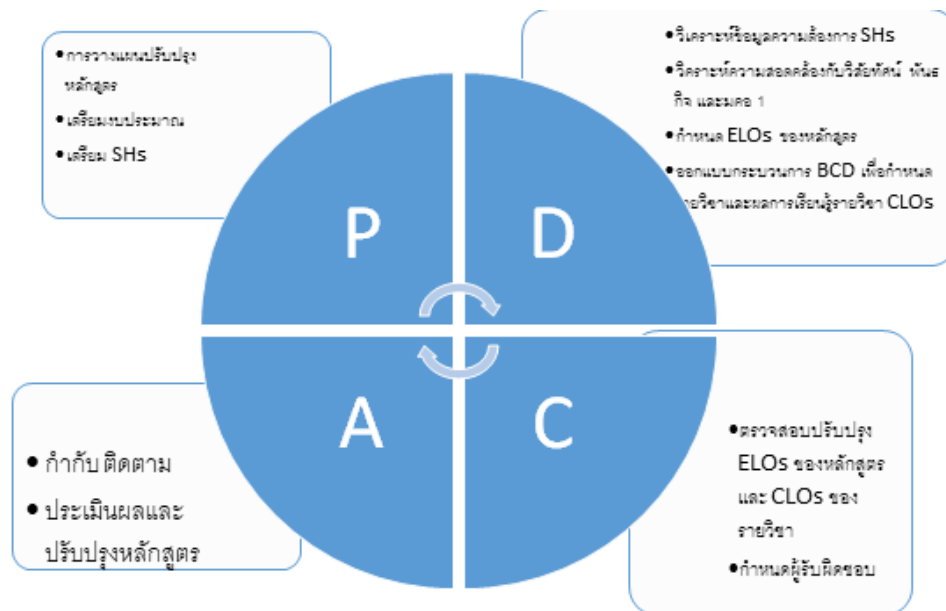 •การวางแผนปรับปรุง
หลักสูตร
•เตรียมงบประมาณ
•เตรียม SHs
•วิเคราะห์ข้อมูลความต้องการ SHs
•วิเคราะห์ความสอดคล้องกับวิสัยทัศน์ พันธ
กิจ และมคอ 1
•กำหนด ELOs ของหลักสูตร
•ออกแบบกระบวนการ BCD เพื่อกำหนด
รายวิชาและผลการเรียนรู้รายวิชา CLOs
P
D
A
C
• กำกับ ติดตาม
• ประเมินผลและ
ปรับปรุงหลักสูตร
•ตรวจสอบปรับปรุง
ELOs ของหลักสูตร
และ CLOs ของ
รายวิชา
•กำหนดผู้รับผิดชอบ